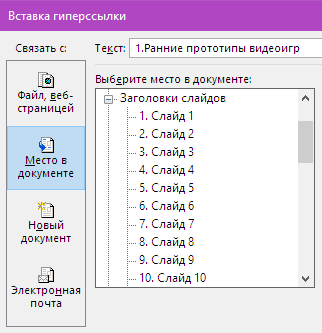 Вставка гиперссылки
Связать с:
Текст: 1.Ранние прототипы видеоигр
Файл, веб-
страницей
Место в
документе
Новый
документ
Электронная
почта
Выберите место в документе:
Заголовки слайдов
1. Слайд 1
2. Слайд 2
3. Слайд 3
4. Слайд 4
5. Слайд 5
6. Слайд 6
7. Слайд 7
8. Слайд 8
9. Слайд 9
10. Слайд 10